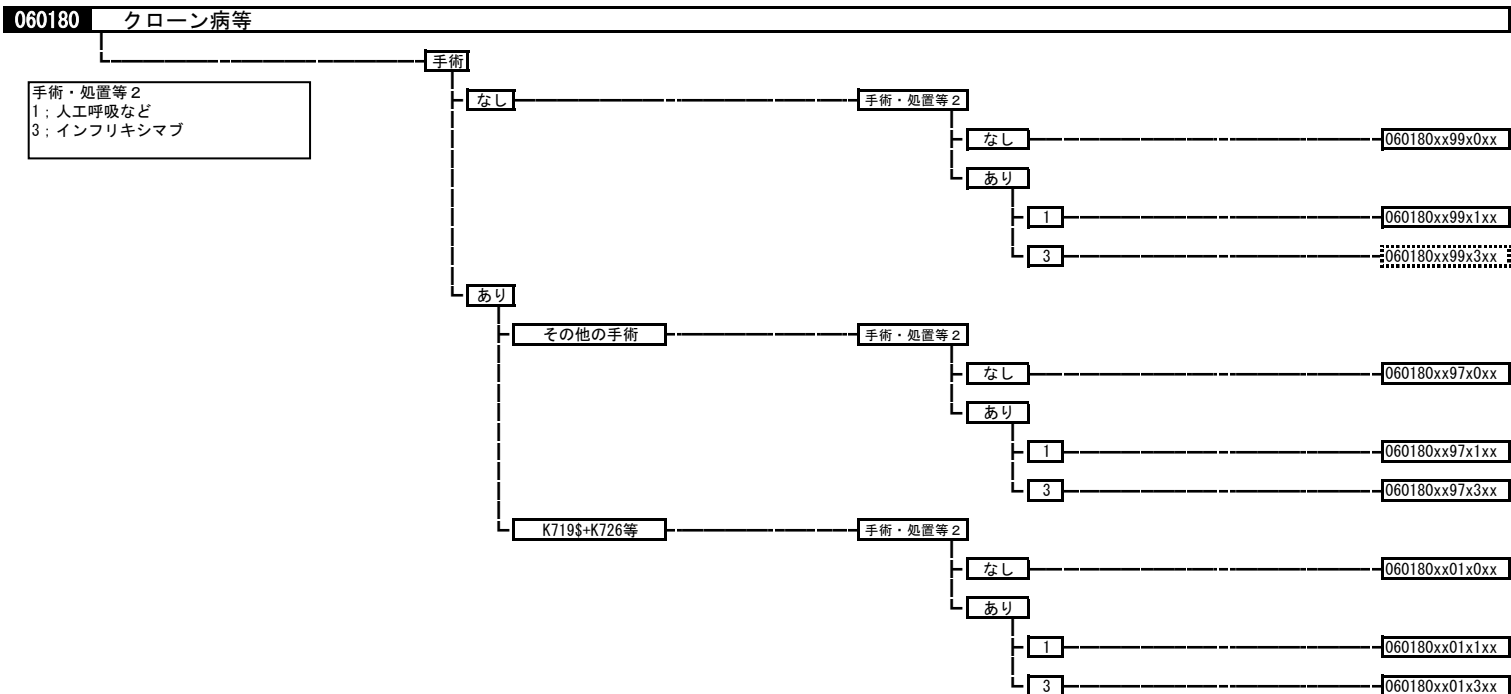 060180 クローン病等
手術
手術・処置等２
1；人工呼吸など
3；インフリキシマブ
なし 手術・処置等２
なし 060180xx99x0xx
あり
1 060180xx99x1xx
3 060180xx99x3xx
あり
その他の手術 手術・処置等２
なし 060180xx97x0xx
あり
1 060180xx97x1xx
3 060180xx97x3xx
K719$+K726等 手術・処置等２
なし 060180xx01x0xx
あり
1 060180xx01x1xx
3 060180xx01x3xx